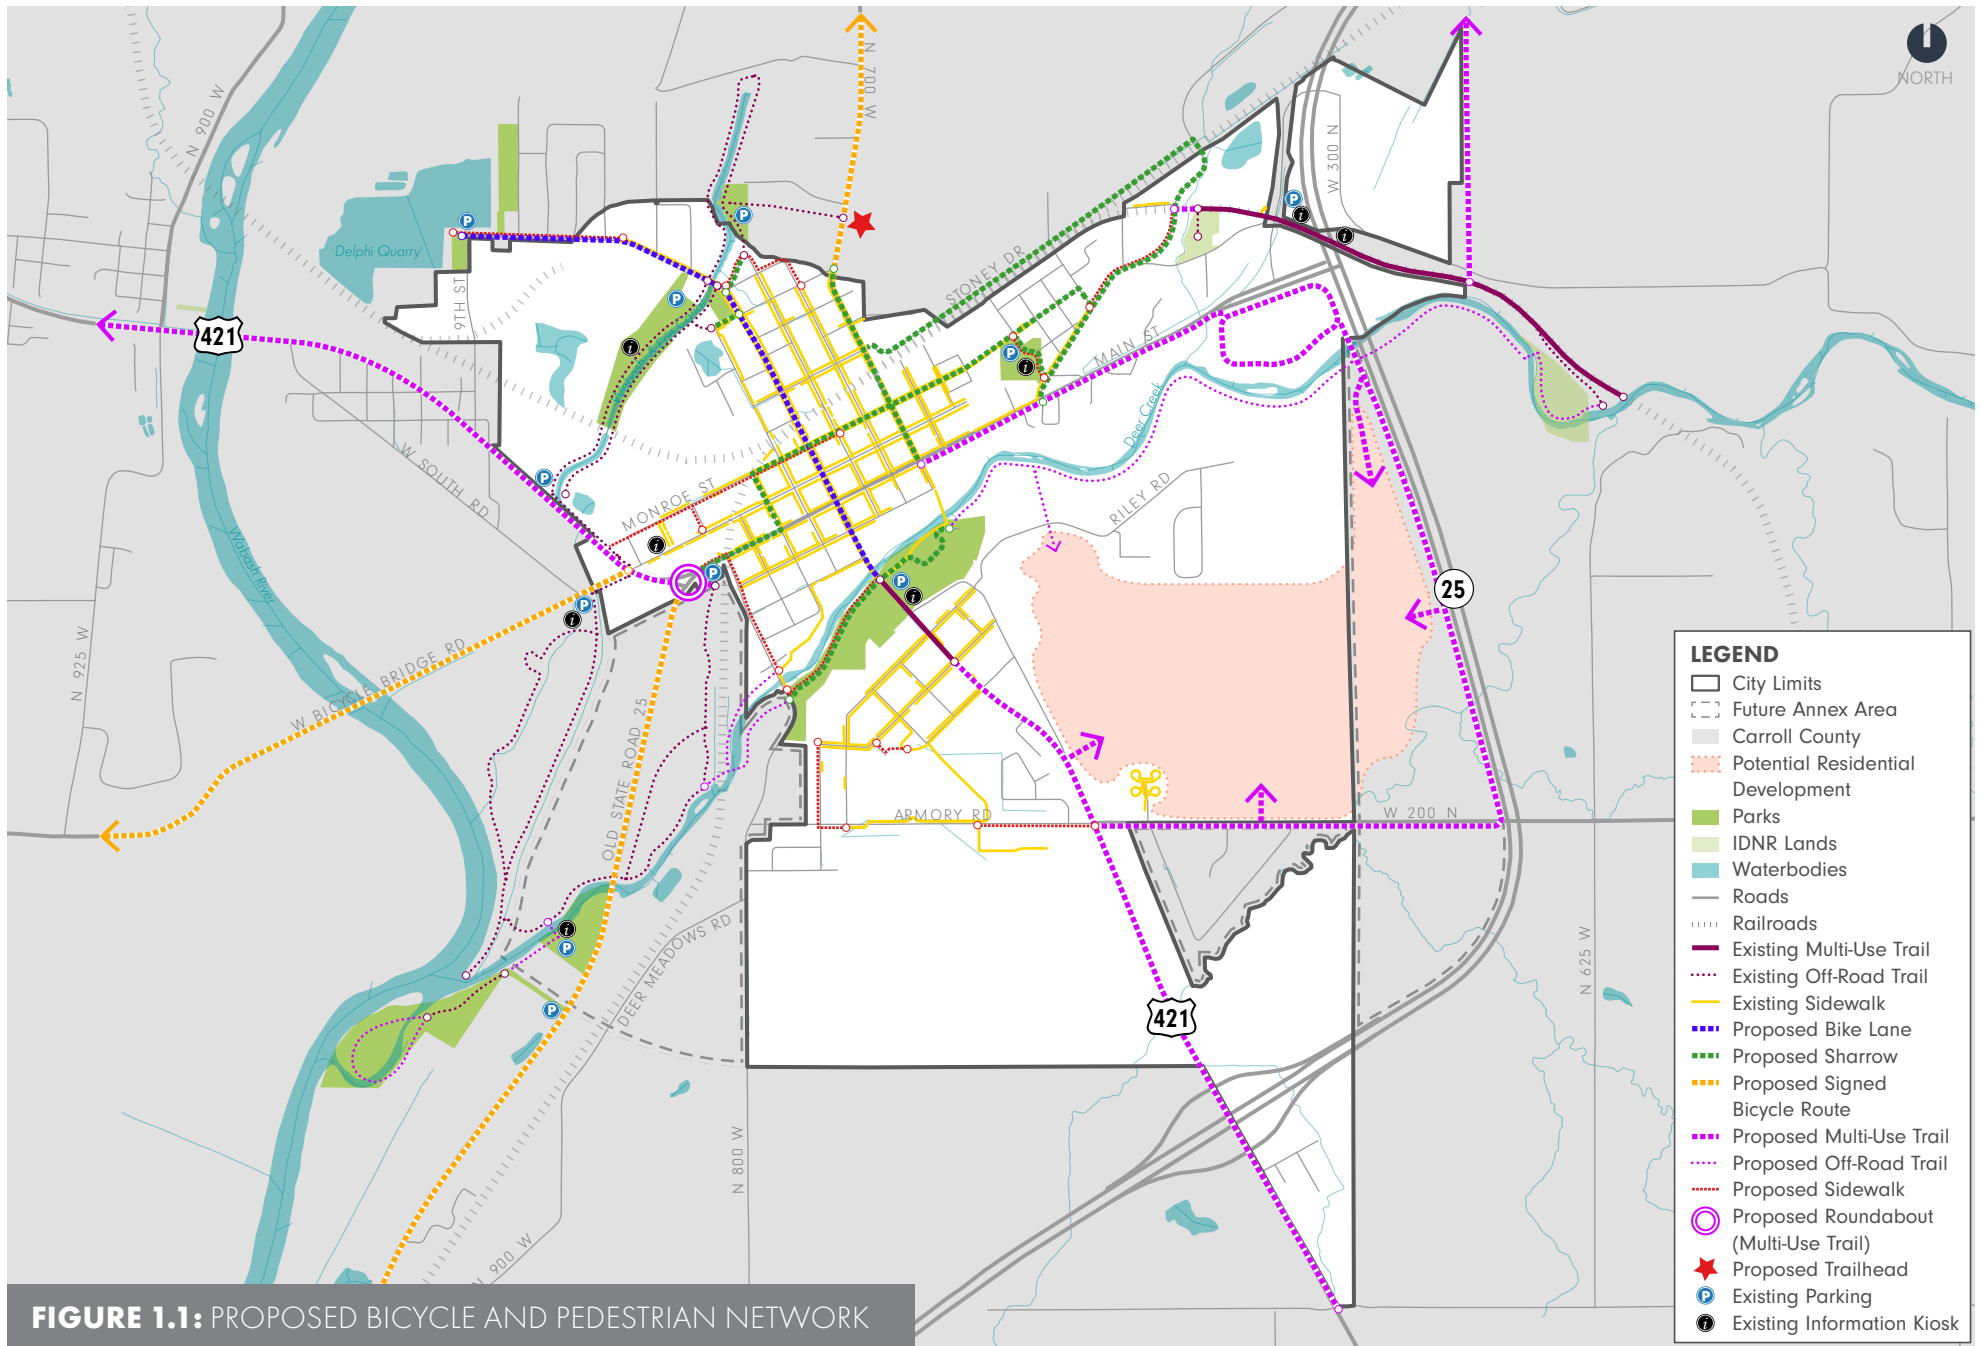 NORTH
N 900 W
N 700 W
W 300 N
Delphi Quarry
9TH ST
STONEY DR
421
MAIN ST
Deer Creek
W SOUTH RD
MONROE ST
RILEY RD
Wabash River
25
N 925 W
W BICYCLE BRIDGE RD
OLD STATE ROAD 25
ARMORY RD
W 200 N
DEER MEADOWS RD
N 625 W
421
N 800 W
N 900 W
P
P
P
P
P
P
P
P
P
P
P
i
i
i
i
i
i
i
i
LEGEND
City Limits
Future Annex Area
Carroll County
Potential Residential
Development
Parks
IDNR Lands
Waterbodies
Roads
Railroads
Existing Multi-Use Trail
Existing Off-Road Trail
Existing Sidewalk
Proposed Bike Lane
Proposed Sharrow
Proposed Signed
Bicycle Route
Proposed Multi-Use Trail
Proposed Off-Road Trail
Proposed Sidewalk
Proposed Roundabout
(Multi-Use Trail)
Proposed Trailhead
P Existing Parking
i Existing Information Kiosk
FIGURE 1.1: PROPOSED BICYCLE AND PEDESTRIAN NETWORK